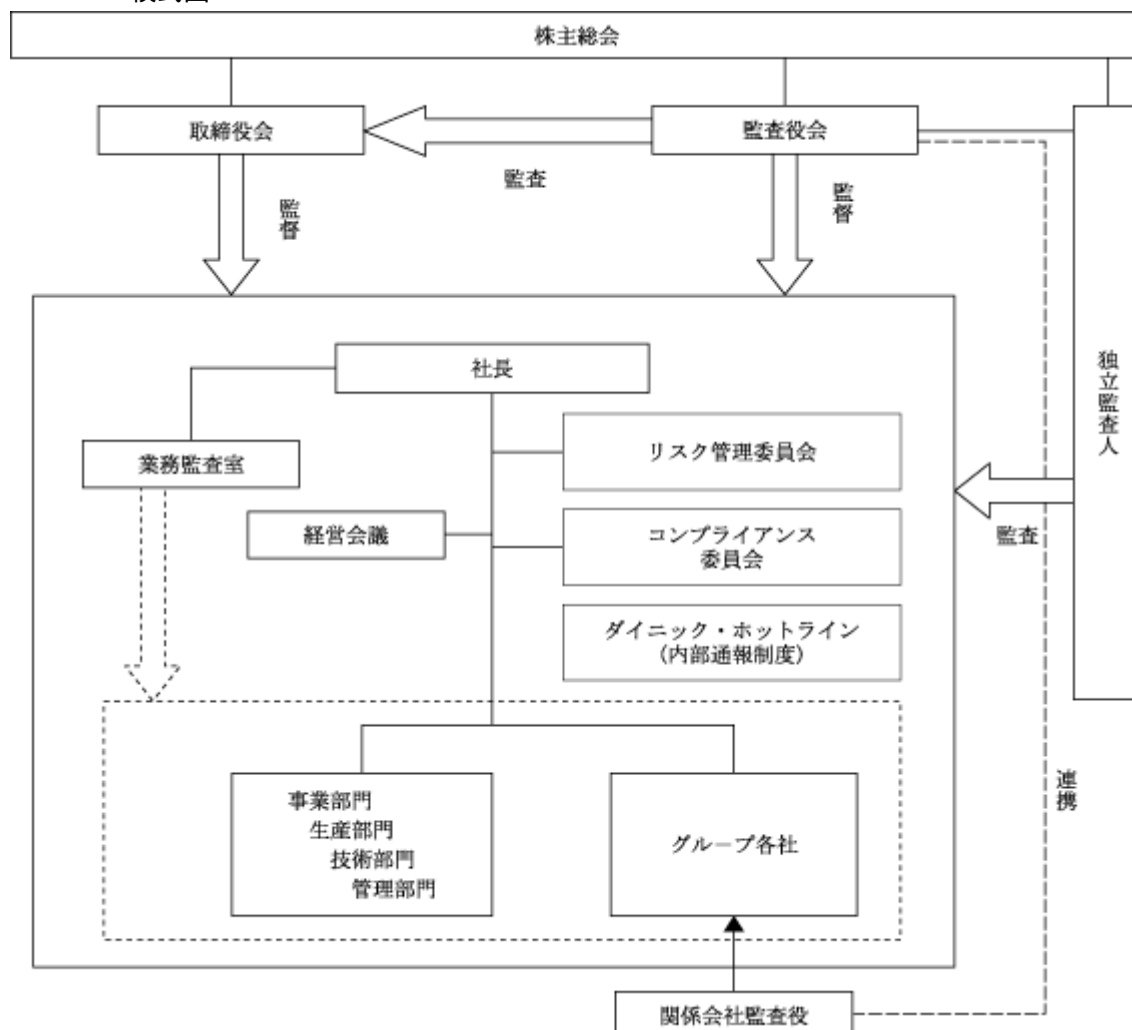 株主総会
取締役会
監査役会
監査
監督
監督
独立監査人
社長
業務監査室
リスク管理委員会
経営会議
コンプライアンス
委員会
監査
ダイニック・ホットライン
(内部通報制度)
事業部門
生産部門
技術部門
管理部門
グループ各社
連携
関係会社監査役